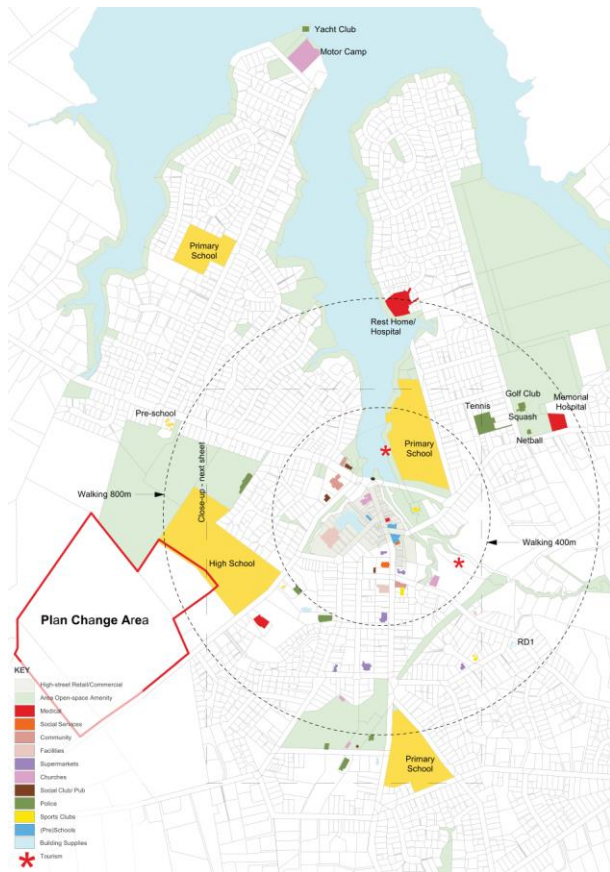 Yacht Club
Motor Camp
Primary
School
Rest Home/
Hospital
Pre-school
Tennis
Golf Club
Squash
Netball
Memorial
Hospital
Primary
School
Walking 800m
Close-up - next sheet
Walking 400m
High School
Plan Change Area
RD1
Primary
School
KEY
High-street Retail/Commercial
Area Open-space Amenity
Medical
Social Services
Community
Facilities
Supermarkets
Churches
Social Club/ Pub
Police
Sports Clubs
(Pre)Schools
Building Supplies
Tourism